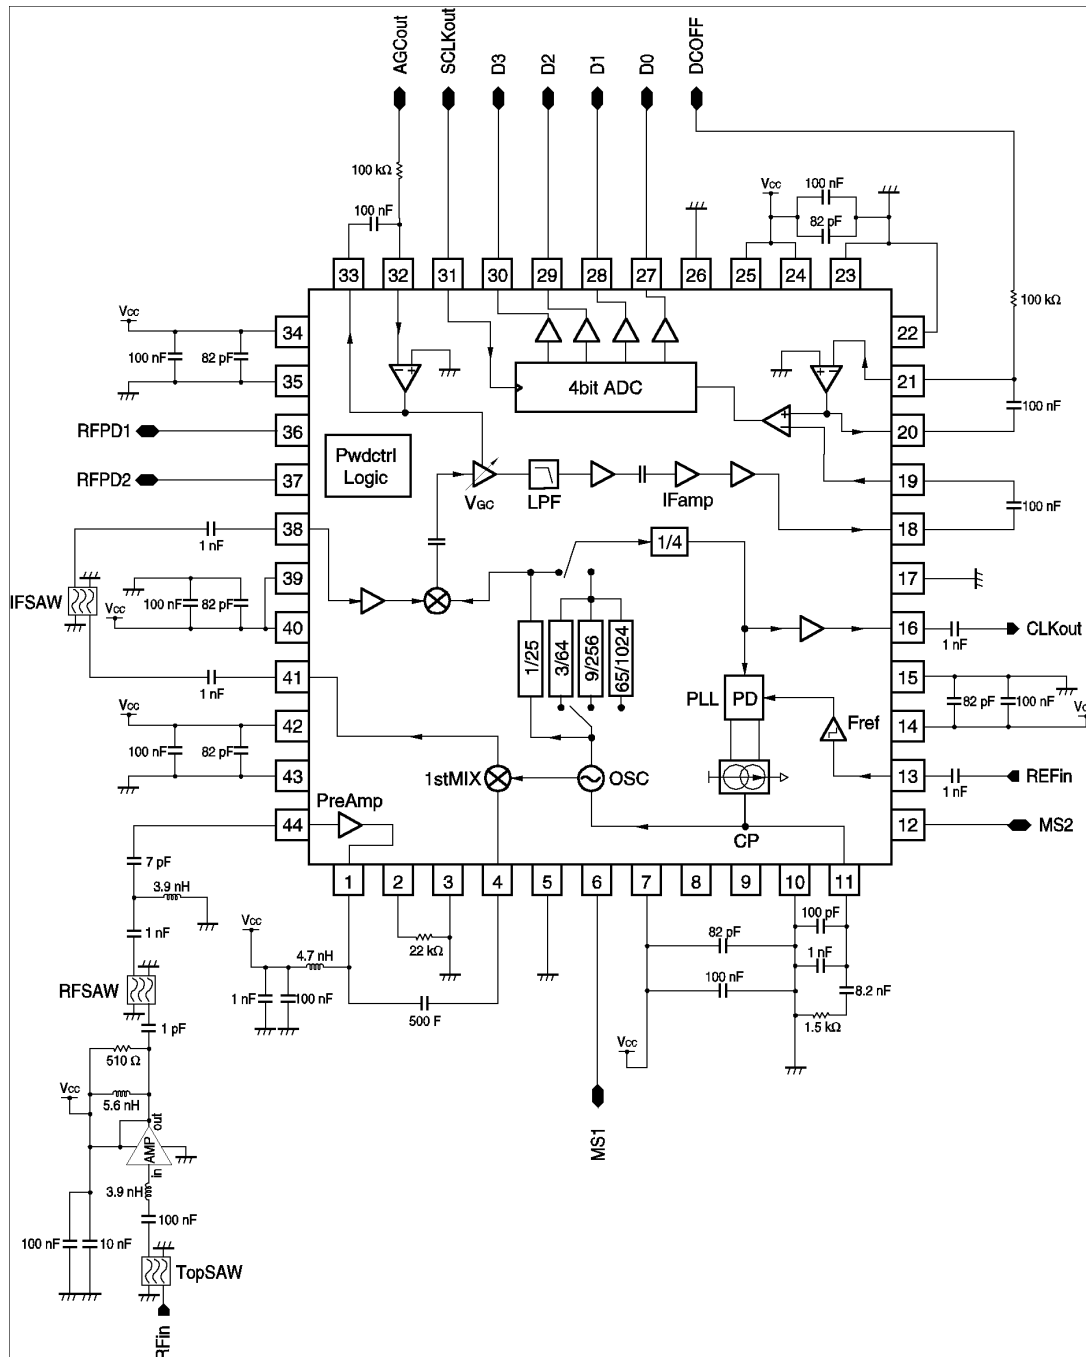 AGCout
SCLKout
D3
D2
D1
D0
DCOFF
100 kΩ
100 nF
Vcc
100 nF
82 pF
33
32
31
30
29
28
27
26
25
24
23
Vcc
100 nF
82 pF
34
35
RFPD1
36
RFPD2
37
38
1 nF
39
IFSAW
100 nF
82 pF
Vcc
40
41
1 nF
Vcc
42
100 nF
82 pF
43
44
4bit ADC
Pwdctrl
Logic
VGC
LPF
IFamp
1/4
1/25
3/64
9/256
65/1024
PLL
PD
Fref
1stMIX
OSC
CP
PreAmp
22
100 kΩ
21
100 nF
20
19
100 nF
18
17
16
CLKout
1 nF
15
82 pF
100 nF
14
13
REFin
1 nF
12
MS2
1
2
3
4
5
6
7
8
9
10
11
7 pF
3.9 nH
1 nF
RFSAW
1 pF
510 Ω
Vcc
5.6 nH
out
AMP
in
3.9 nH
100 nF
100 nF
10 nF
TopSAW
RFin
Vcc
4.7 nH
1 nF
100 nF
22 kΩ
500 F
MS1
82 pF
100 nF
Vcc
100 pF
1 nF
8.2 nF
1.5 kΩ